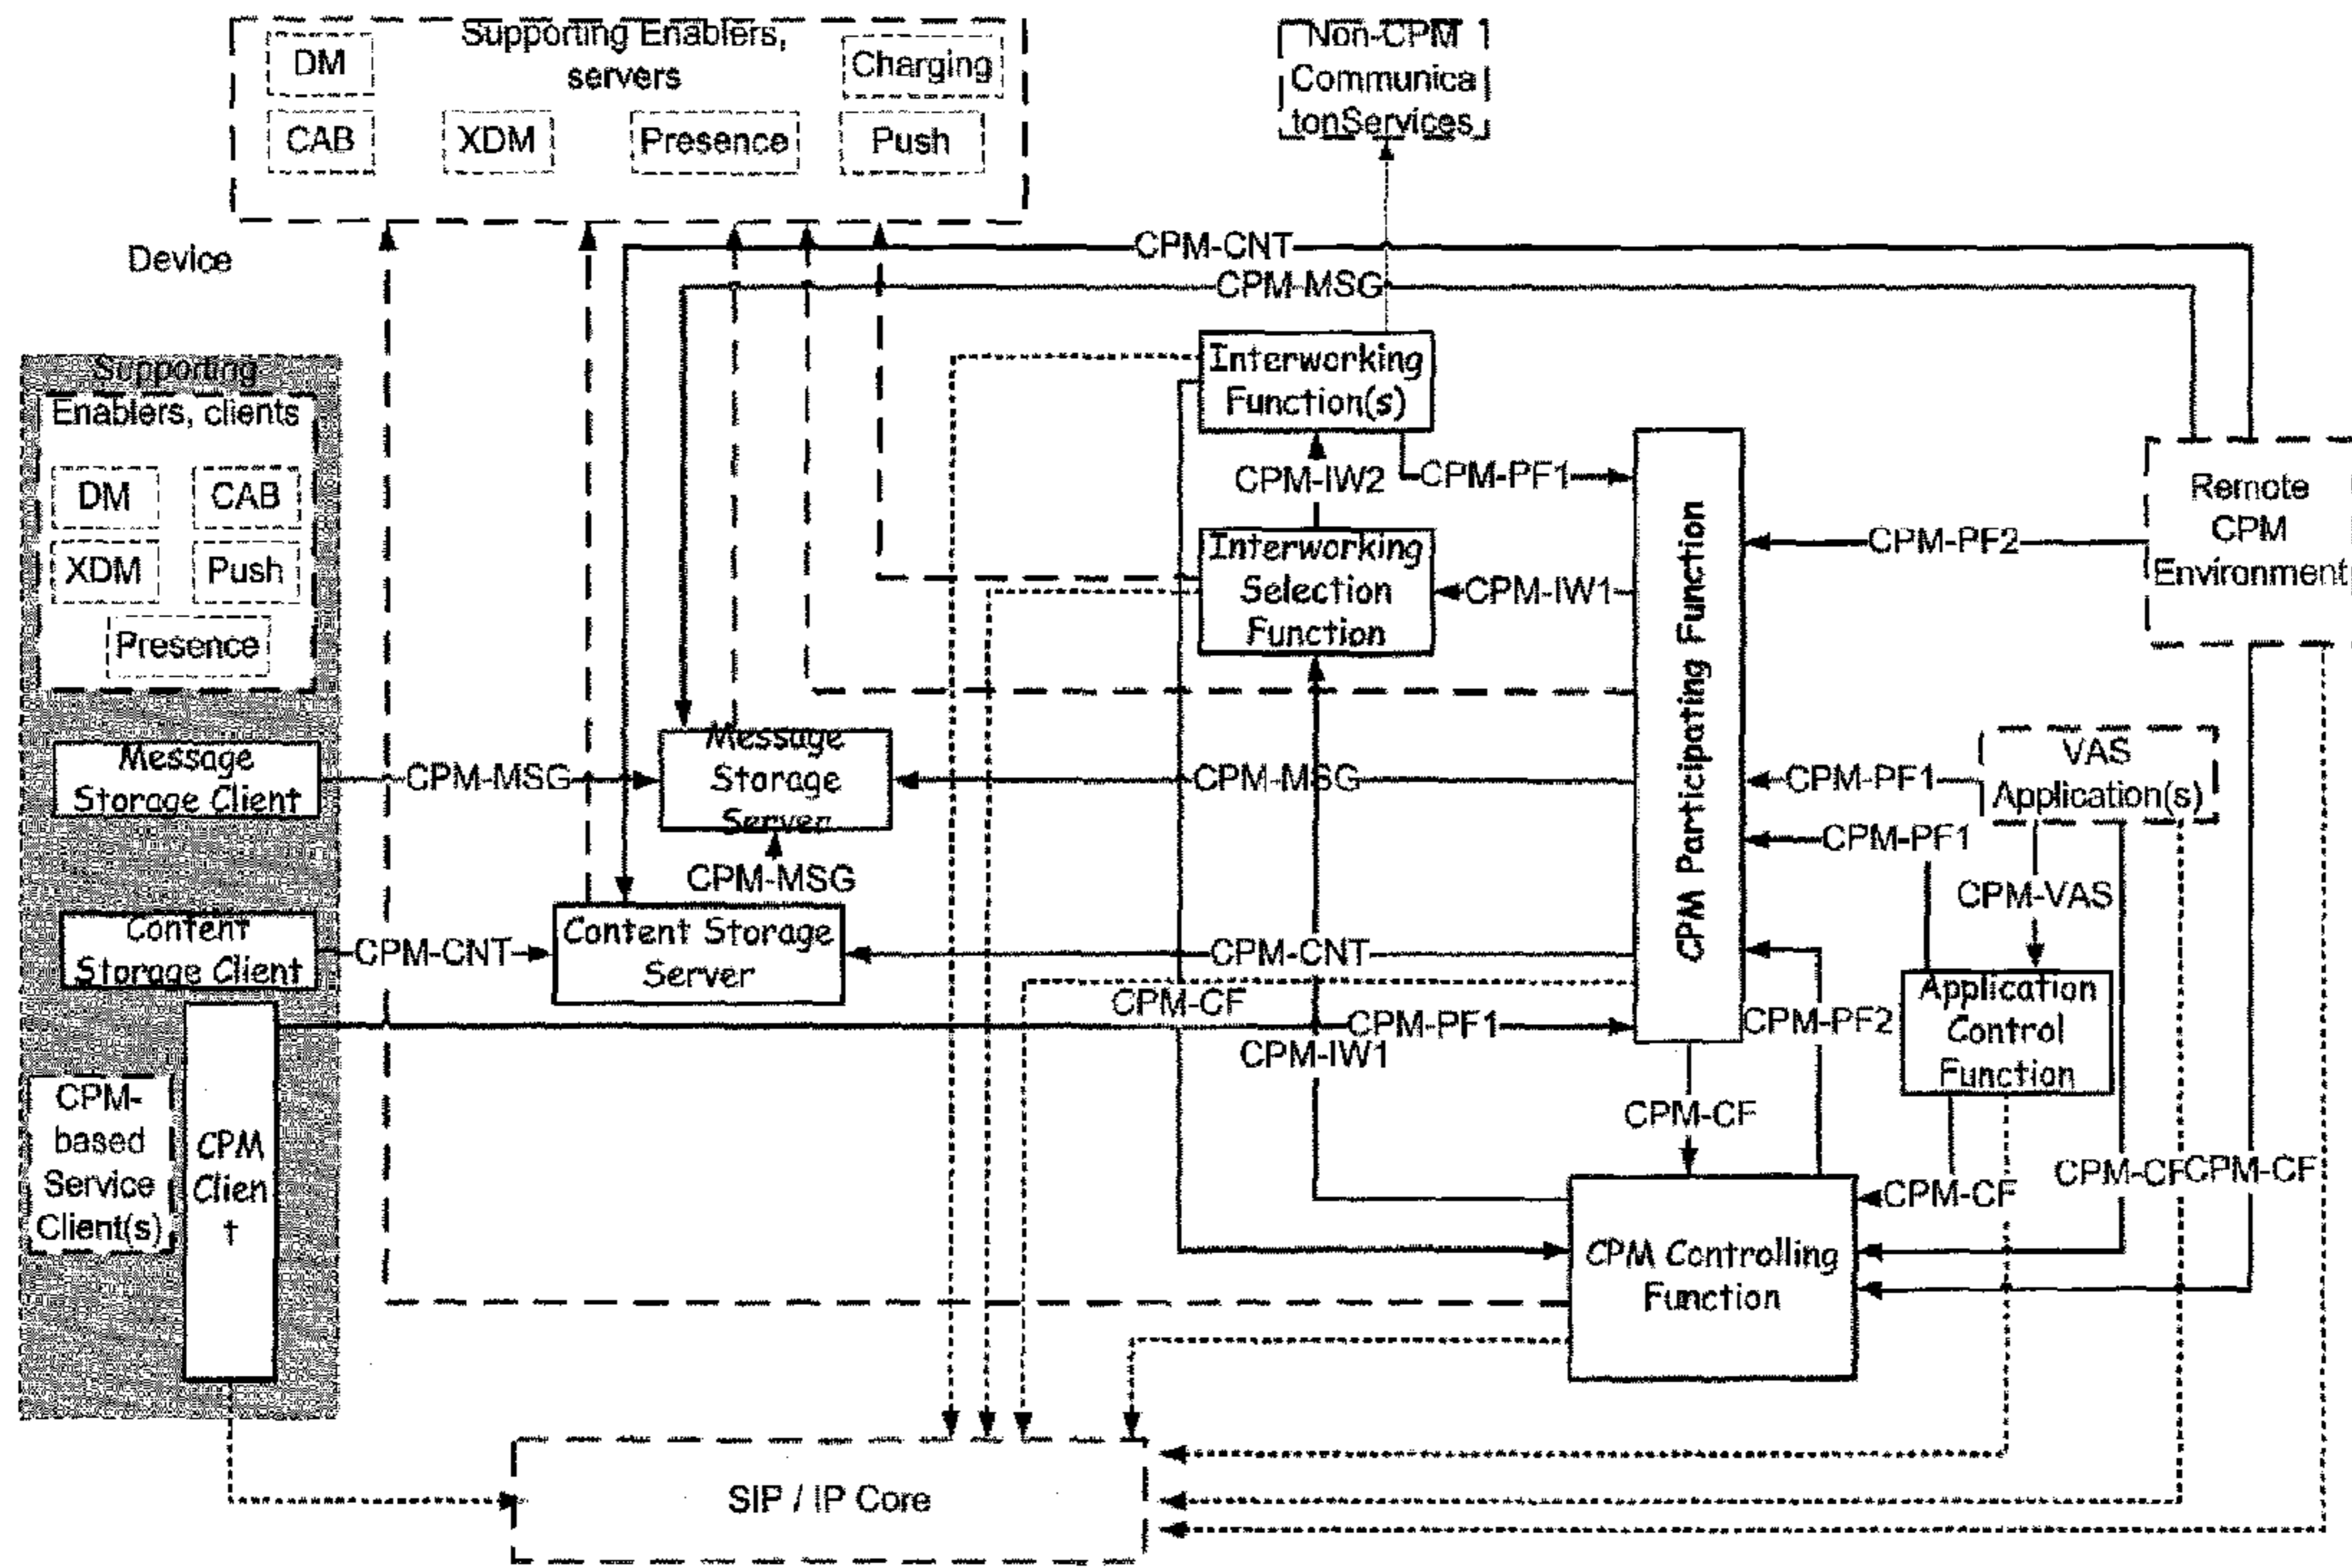 Supporting Enablers,
servers
DM
Charging
CAB
XDM
Presence
Push
Non-CPM
Communica
tonServices
Device
CPM-CNT
CPM-MSG
Supporting
Enablers, clients
DM
CAB
XDM
Push
Presence
Interworking
Function(s)
CPM-IW2
CPM-PF1
Interworking
Selection
Function
CPM-IW1
CPM Participating Function
CPM-PF2
Remote
CPM
Environment(
Message
Storage Client
CPM-MSG
Message
Storage
Server
CPM-MSG
CPM-PF1
VAS
Application(s)
CPM-PF1
CPM-MSG
CPM-VAS
Content
Storage Client
CPM-CNT
Content Storage
Server
CPM-CNT
CPM-CF
CPM-PF1
CPM-IW1
CPM-PF2
Application
Control
Function
CPM-
based
Service
Client(s)
CPM
Clien
t
CPM-CF
CPM-CF
CPM-CF
CPM-CF
CPM Controlling
Function
SIP / IP Core